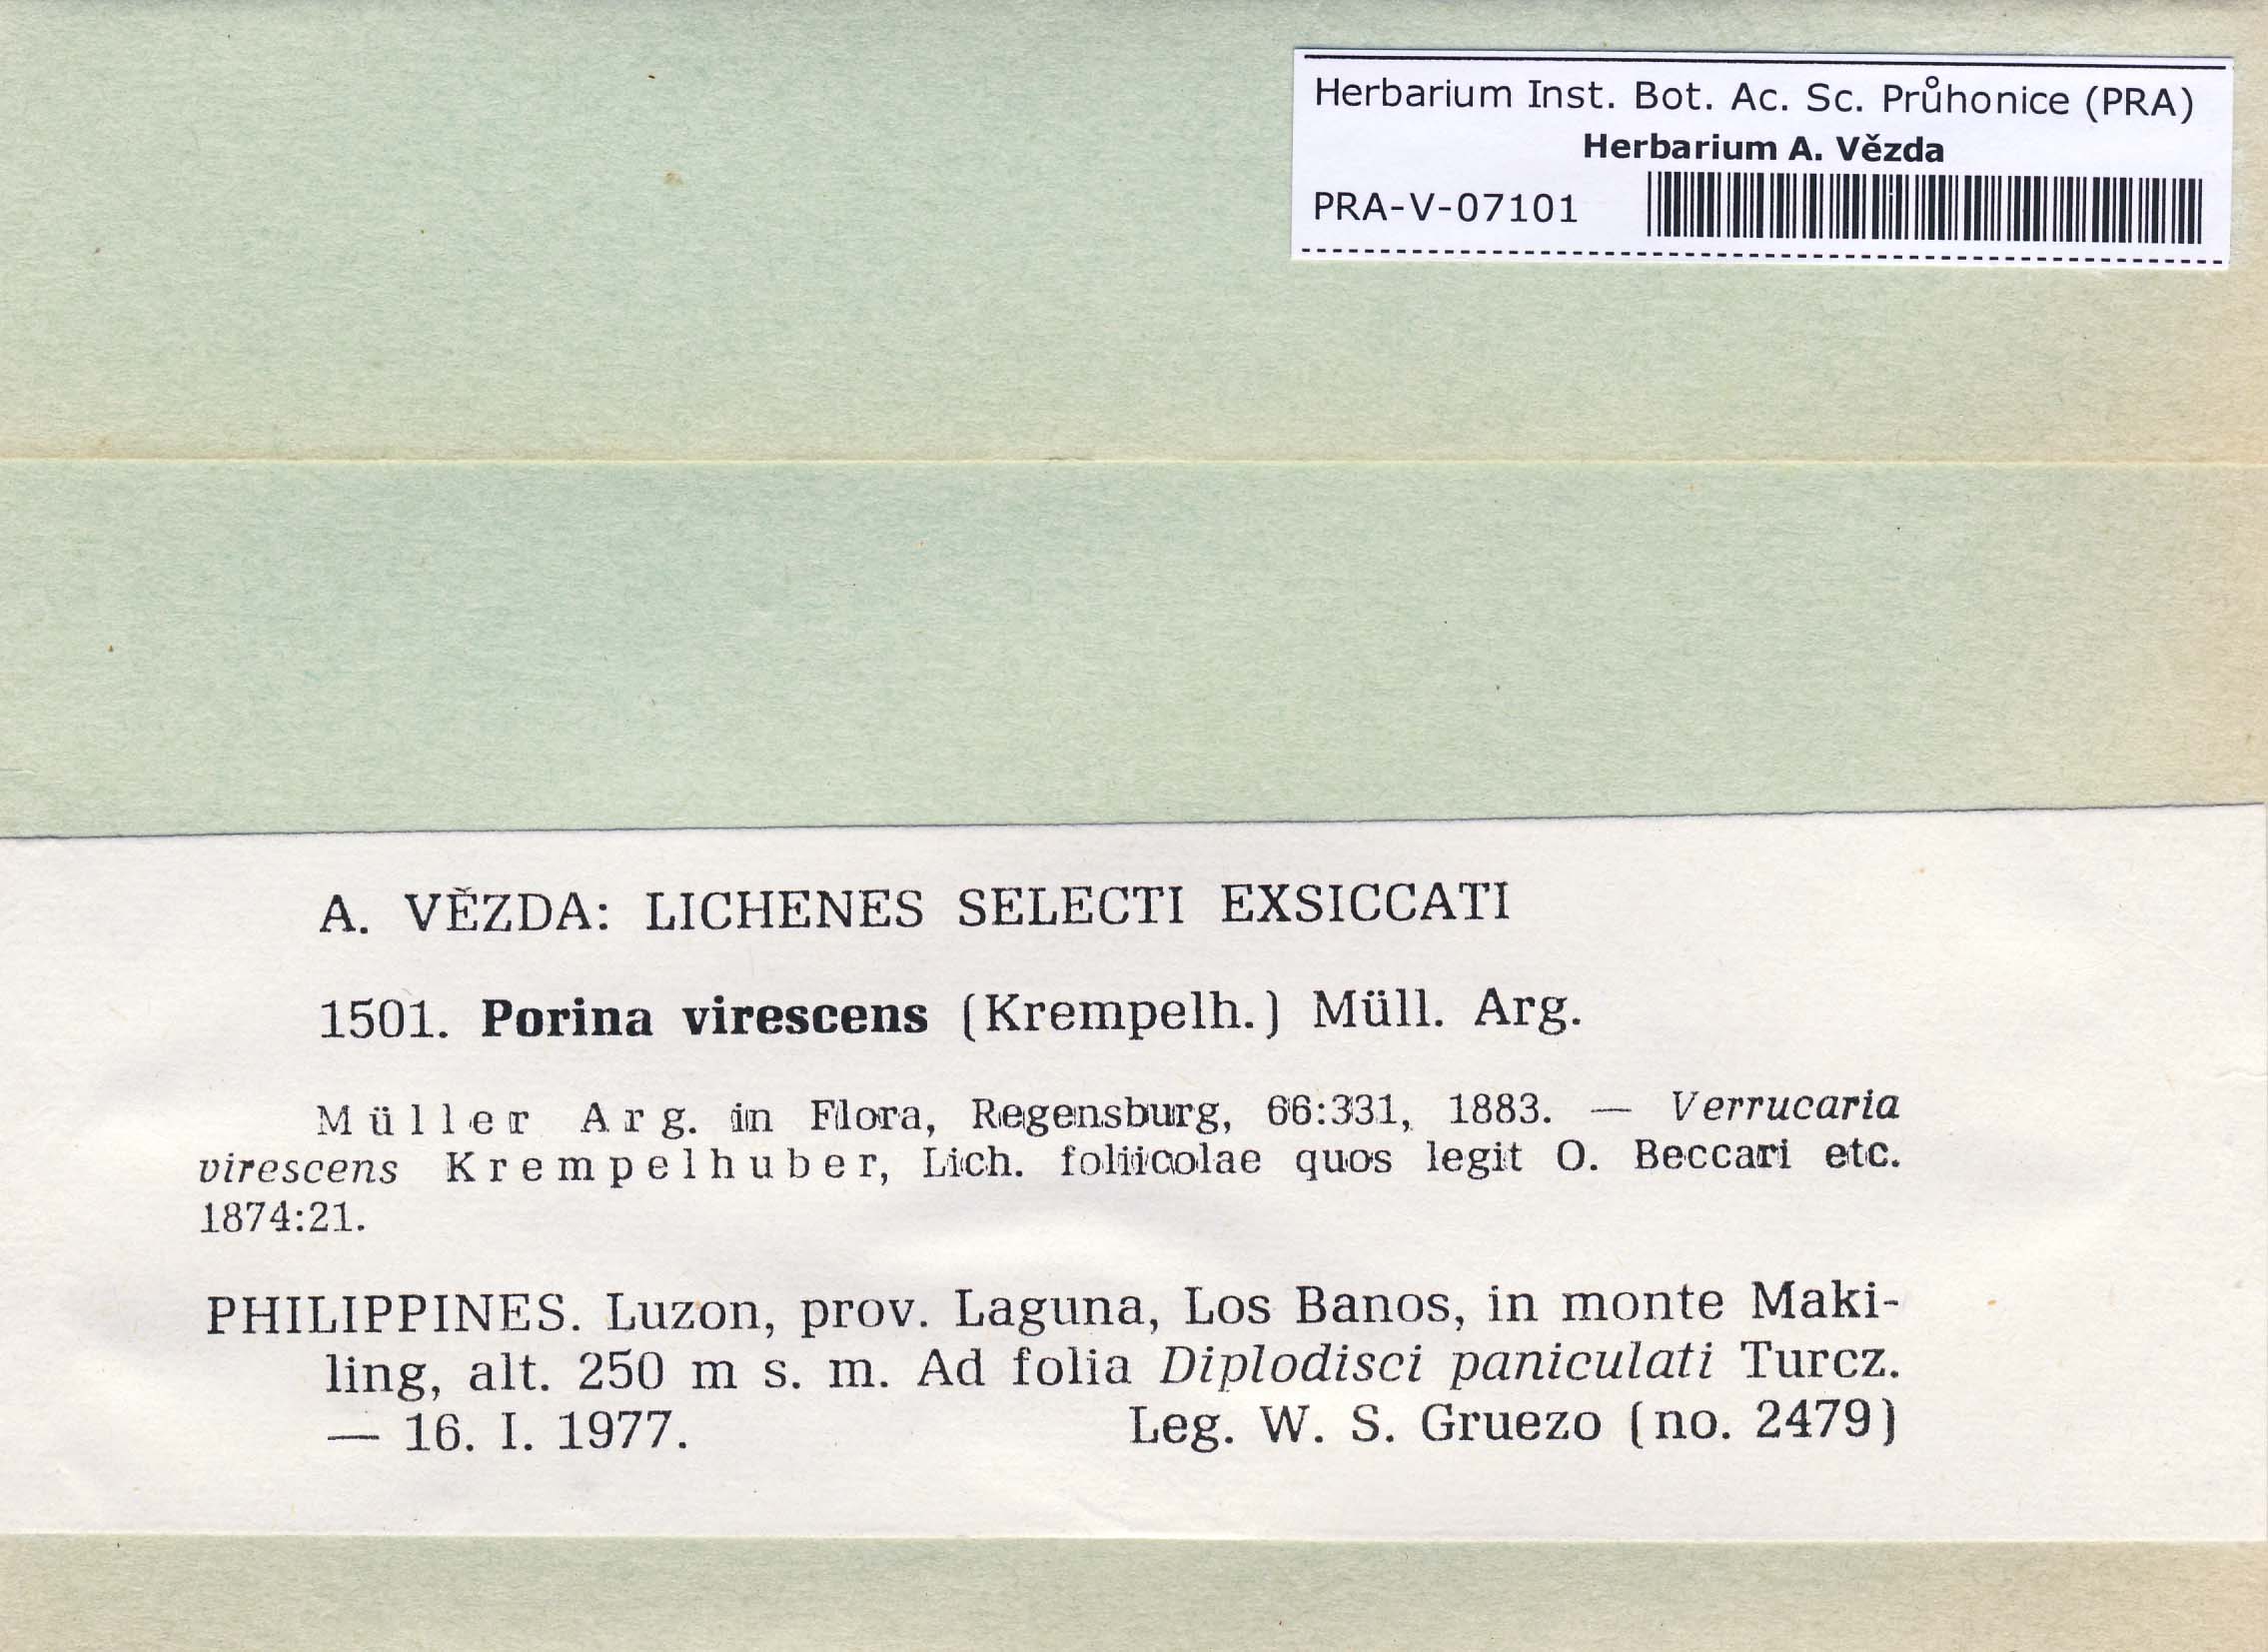 Herbarium Inst. Bot. Ac. Sc. Průhonice (PRA)
Herbarium A. Vězda
PRA-V-07101
A. VĚZDA: LICHENES SELECTI EXSICCATI
1501. Porina virescens (Krempelh.) Müll. Arg.
Müller Arg. in Flora, Regensburg, 66:331, 1883. — Verrucaria
virescens Krempelhuber, Lich. foliicolae quos legit O. Beccari etc.
1874:21.
PHILIPPINES. Luzon, prov. Laguna, Los Banos, in monte Maki-
ling, alt. 250 m s. m. Ad folia Diplodisci paniculati Turcz.
— 16. I. 1977. Leg. W. S. Gruezo (no. 2479)